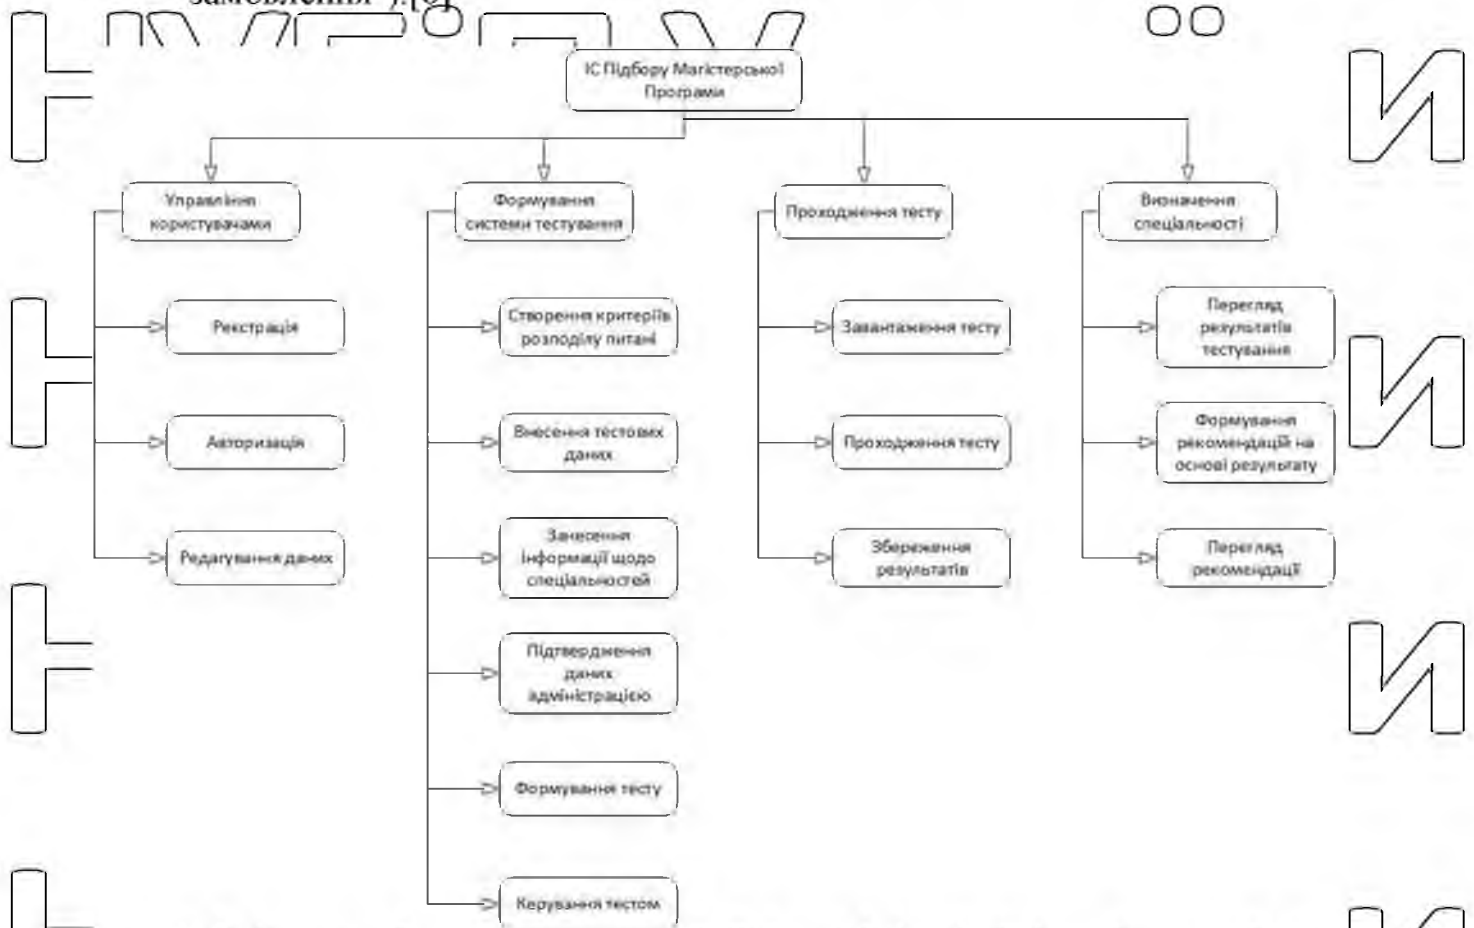 ІС Підбору Магістерської
Програми
Управління
користувачами
Реєстрація
Авторизація
Редагування даних
Формування
системи тестування
Створення критеріїв
розподілу питані
Внесення тестових
даних
Занесення
інформації щодо
спеціальностей
Підтвердження
даних
адміністрацією
Формування тесту
Керування тестом
Проходження тесту
Завантаження тесту
Проходження тесту
Збереження
результатів
Визначення
спеціальності
Перегляд
результатів
тестування
Формування
рекомендацій на
основі результату
Перегляд
рекомендації